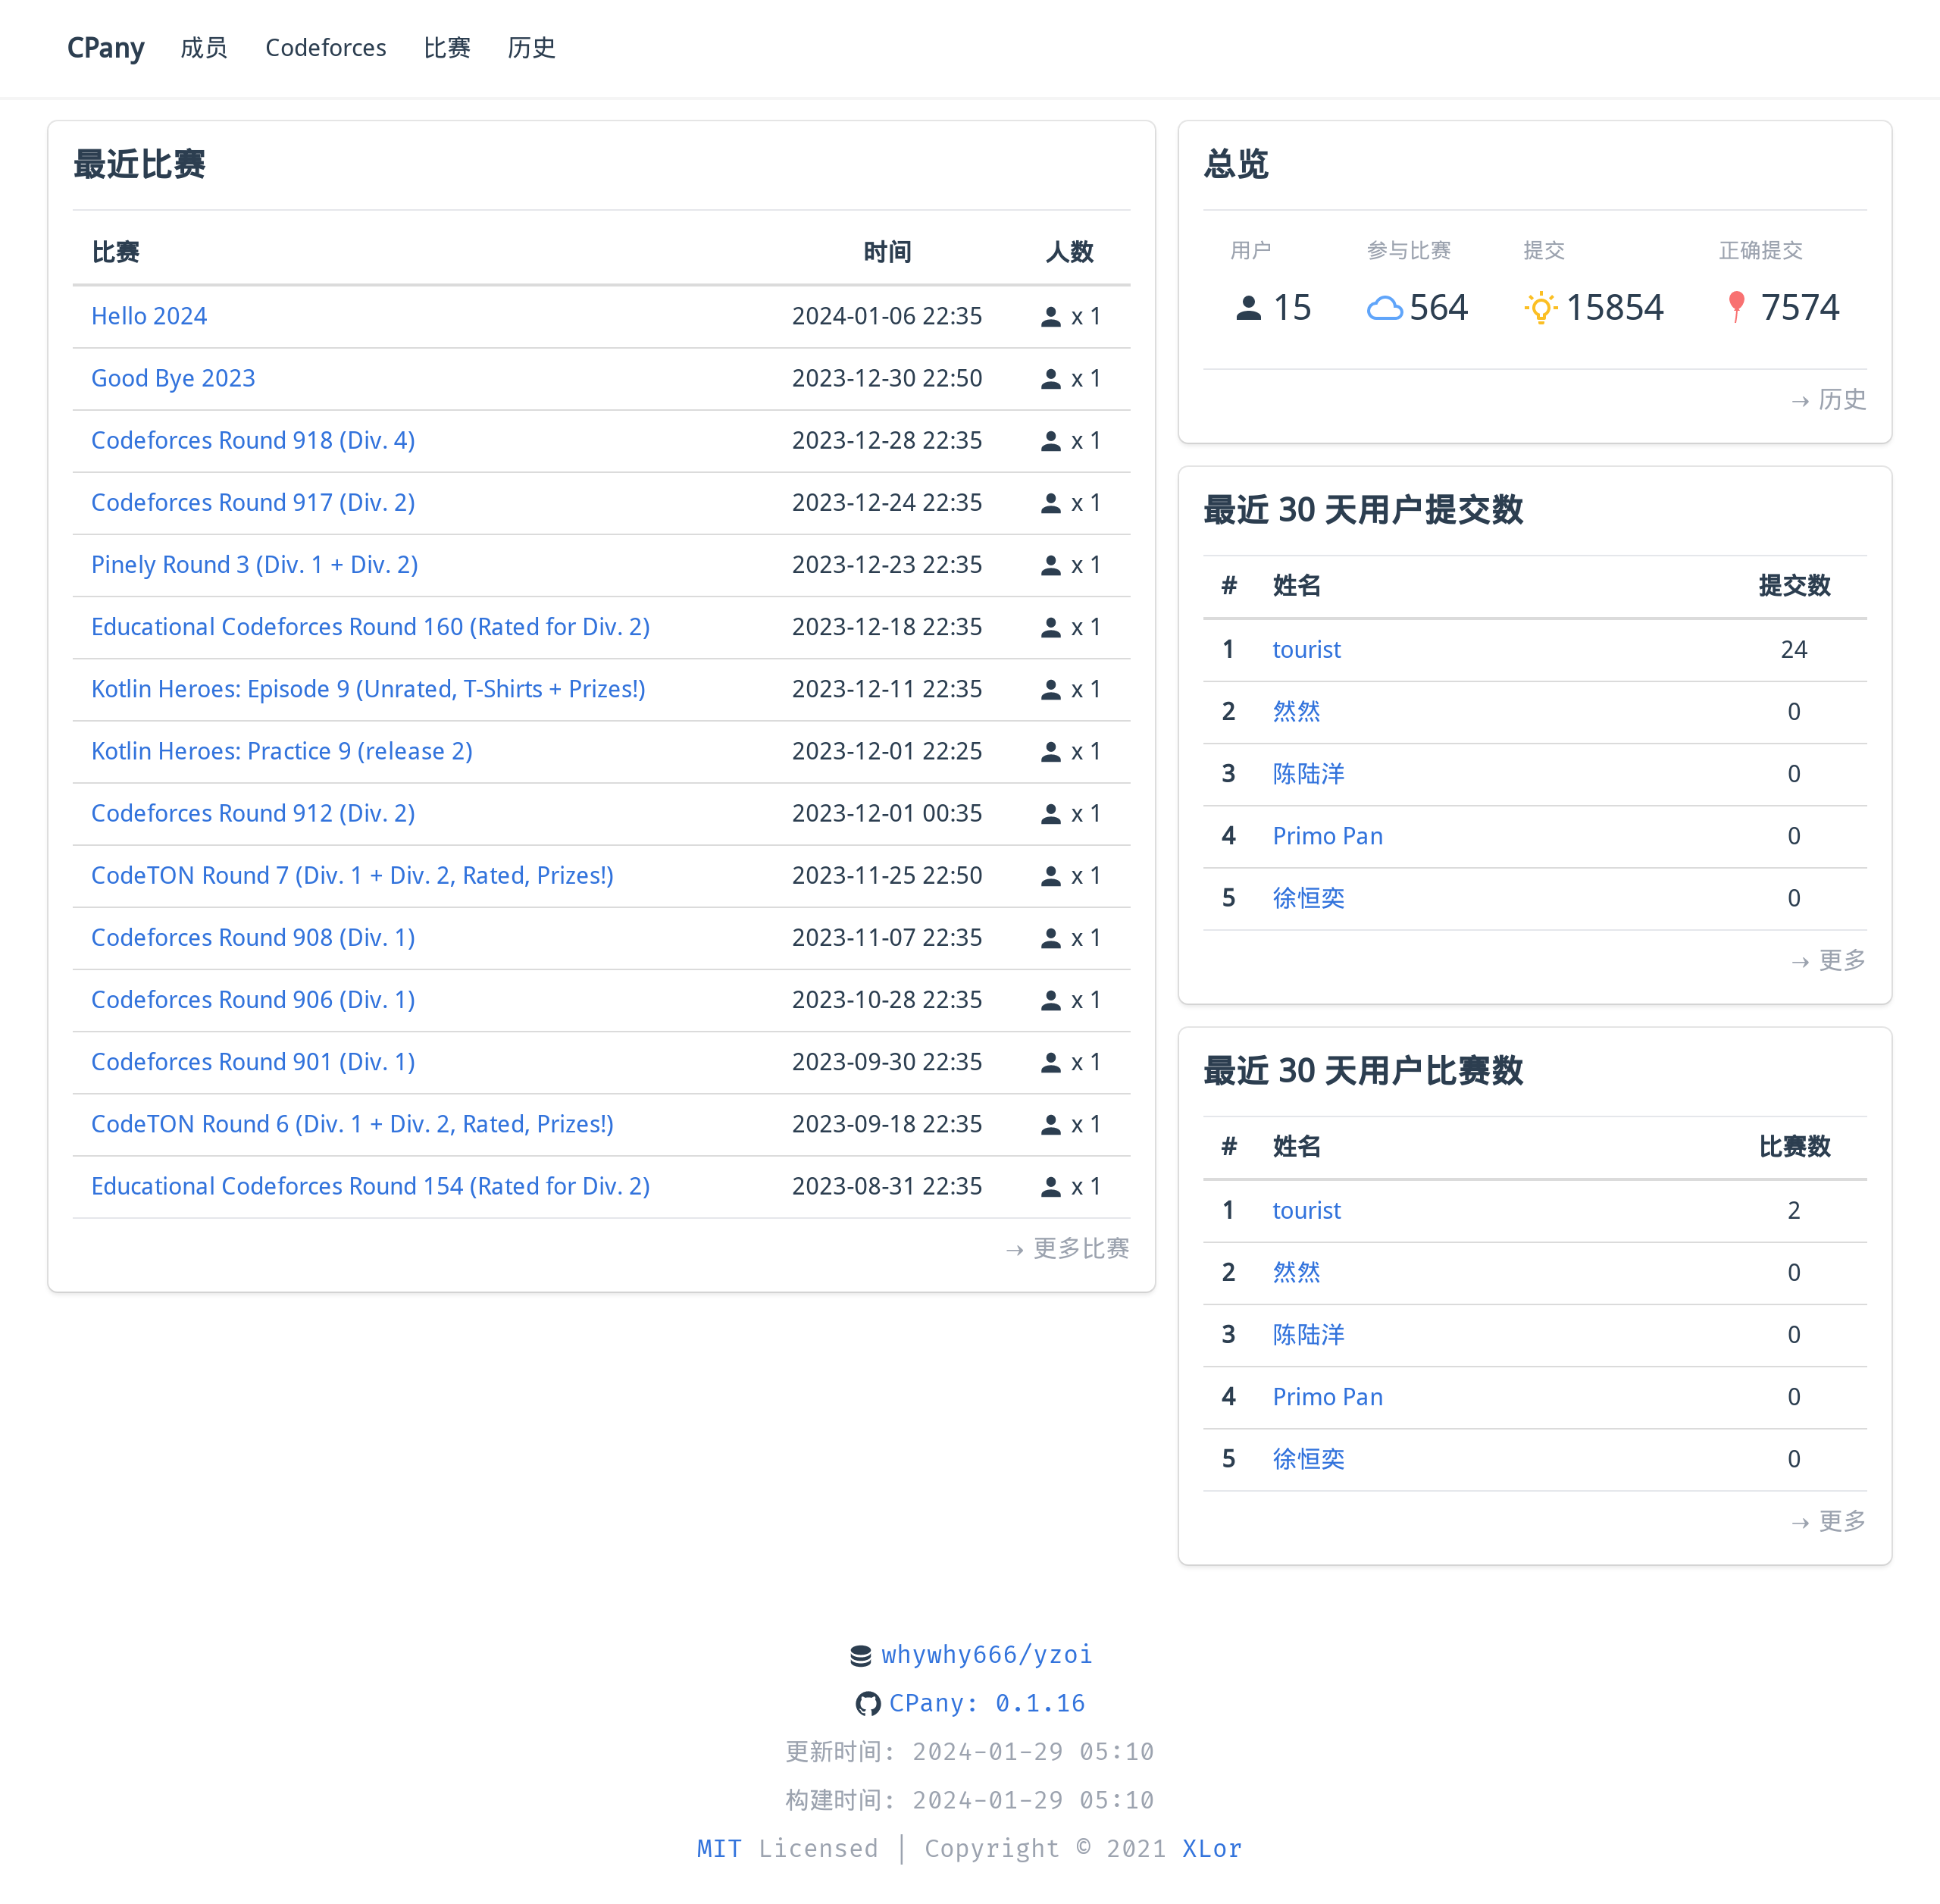 CPany 成员 Codeforces 比赛 历史
最近比赛
比赛 时间 人数
Hello 2024 2024-01-06 22:35 x 1
Good Bye 2023 2023-12-30 22:50 x 1
Codeforces Round 918 (Div. 4) 2023-12-28 22:35 x 1
Codeforces Round 917 (Div. 2) 2023-12-24 22:35 x 1
Pinely Round 3 (Div. 1 + Div. 2) 2023-12-23 22:35 x 1
Educational Codeforces Round 160 (Rated for Div. 2) 2023-12-18 22:35 x 1
Kotlin Heroes: Episode 9 (Unrated, T-Shirts + Prizes!) 2023-12-11 22:35 x 1
Kotlin Heroes: Practice 9 (release 2) 2023-12-01 22:25 x 1
Codeforces Round 912 (Div. 2) 2023-12-01 00:35 x 1
CodeTON Round 7 (Div. 1 + Div. 2, Rated, Prizes!) 2023-11-25 22:50 x 1
Codeforces Round 908 (Div. 1) 2023-11-07 22:35 x 1
Codeforces Round 906 (Div. 1) 2023-10-28 22:35 x 1
Codeforces Round 901 (Div. 1) 2023-09-30 22:35 x 1
CodeTON Round 6 (Div. 1 + Div. 2, Rated, Prizes!) 2023-09-18 22:35 x 1
Educational Codeforces Round 154 (Rated for Div. 2) 2023-08-31 22:35 x 1
→ 更多比赛
总览
用户 参与比赛 提交 正确提交
15 564 15854 7574
→ 历史
最近 30 天用户提交数
# 姓名 提交数
1 tourist 24
2 然然 0
3 陈陆洋 0
4 Primo Pan 0
5 徐恒奕 0
→ 更多
最近 30 天用户比赛数
# 姓名 比赛数
1 tourist 2
2 然然 0
3 陈陆洋 0
4 Primo Pan 0
5 徐恒奕 0
→ 更多
whywhy666/yzoi
CPany: 0.1.16
更新时间: 2024-01-29 05:10
构建时间: 2024-01-29 05:10
MIT Licensed | Copyright © 2021 XLor